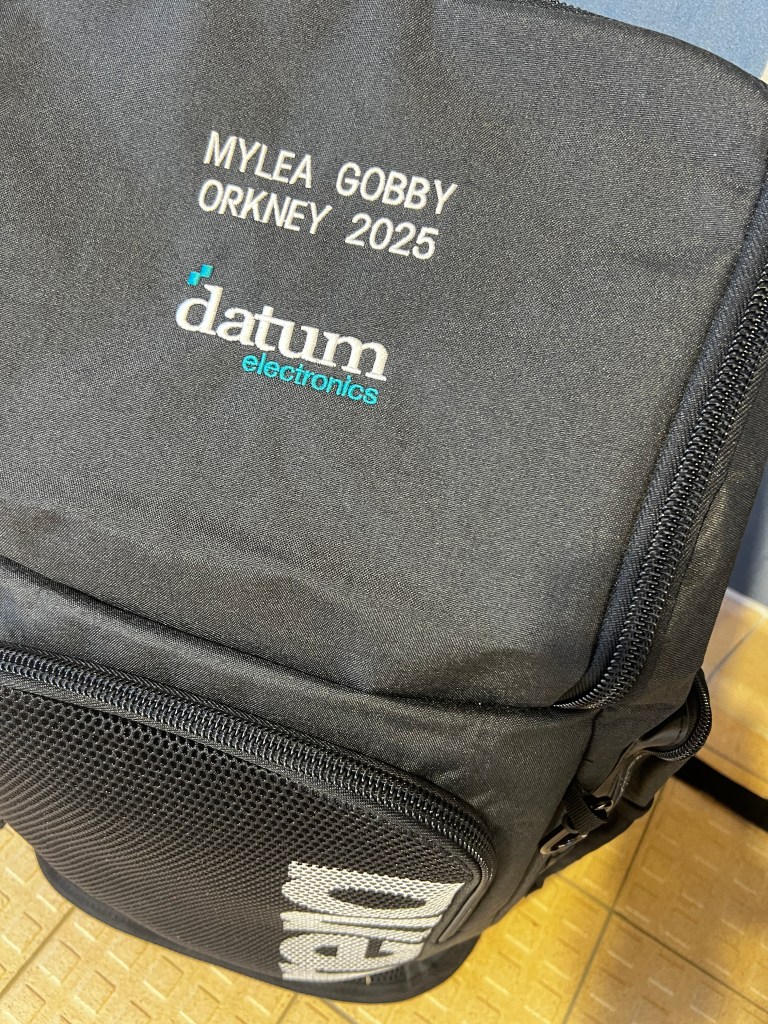 MYLEA GOBBY
ORKNEY 2025
datum
electronics